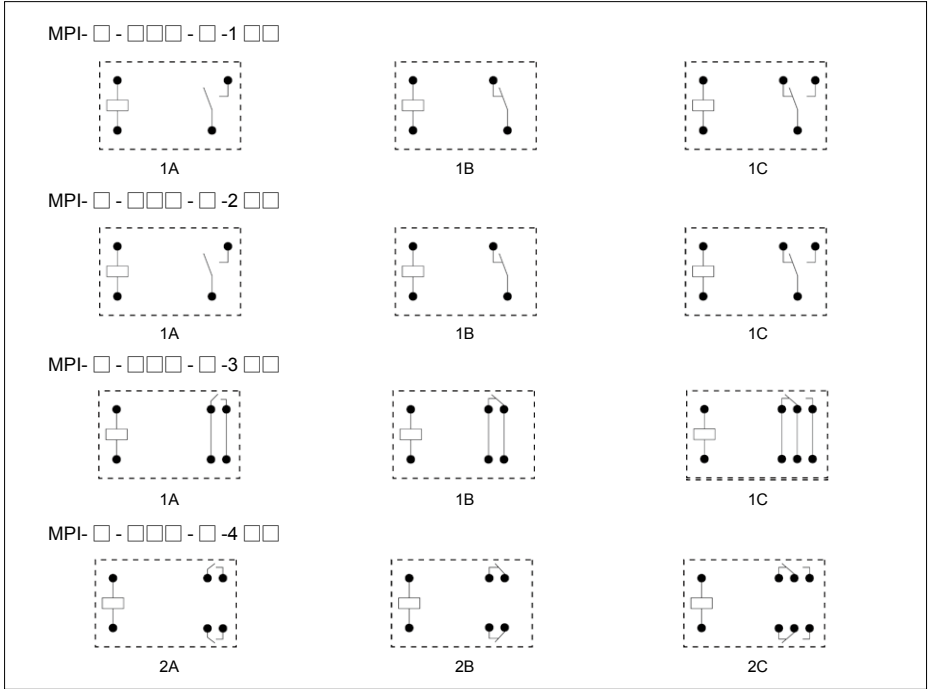 MPI- □ - □□□ - □ -1 □□
1A 1B 1C
MPI- □ - □□□ - □ -2 □□
1A 1B 1C
MPI- □ - □□□ - □ -3 □□
1A 1B 1C
MPI- □ - □□□ - □ -4 □□
2A 2B 2C